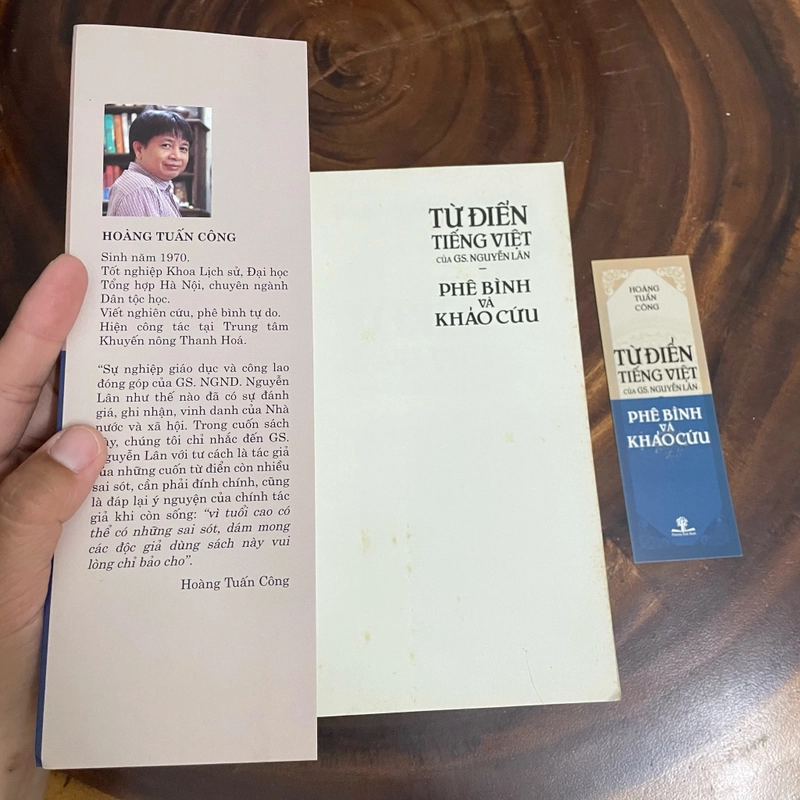 HOÀNG TUẤN CÔNG
Sinh năm 1970.
Tốt nghiệp Khoa Lịch sử, Đại học
Tổng hợp Hà Nội, chuyên ngành
Dân tộc học.
Viết nghiên cứu, phê bình tự do.
Hiện công tác tại Trung tâm
Khuyến nông Thanh Hoá.
“Sự nghiệp giáo dục và công lao
đóng góp của GS. NGND. Nguyễn
Lân như thế nào đã có sự đánh
giá, ghi nhận, vinh danh của Nhà
nước và xã hội. Trong cuốn sách
này, chúng tôi chỉ nhắc đến GS.
Nguyễn Lân với tư cách là tác giả
của những cuốn từ điển còn nhiều
sai sót, cần phải đính chính, cũng
là đáp lại ý nguyện của chính tác
giả khi còn sống: “vì tuổi cao có
thể có những sai sót, dám mong
các độc giả dùng sách này vui
lòng chỉ bảo cho”.
Hoàng Tuấn Công
TỪ ĐIỂN
TIẾNG VIỆT
CỦA GS. NGUYỄN LÂN
–
PHÊ BÌNH
VÀ
KHẢO CỨU
HOÀNG
TUẤN
CÔNG
TỪ ĐIỂN
TIẾNG VIỆT
CỦA GS. NGUYỄN LÂN
PHÊ BÌNH
VÀ
KHẢO CỨU